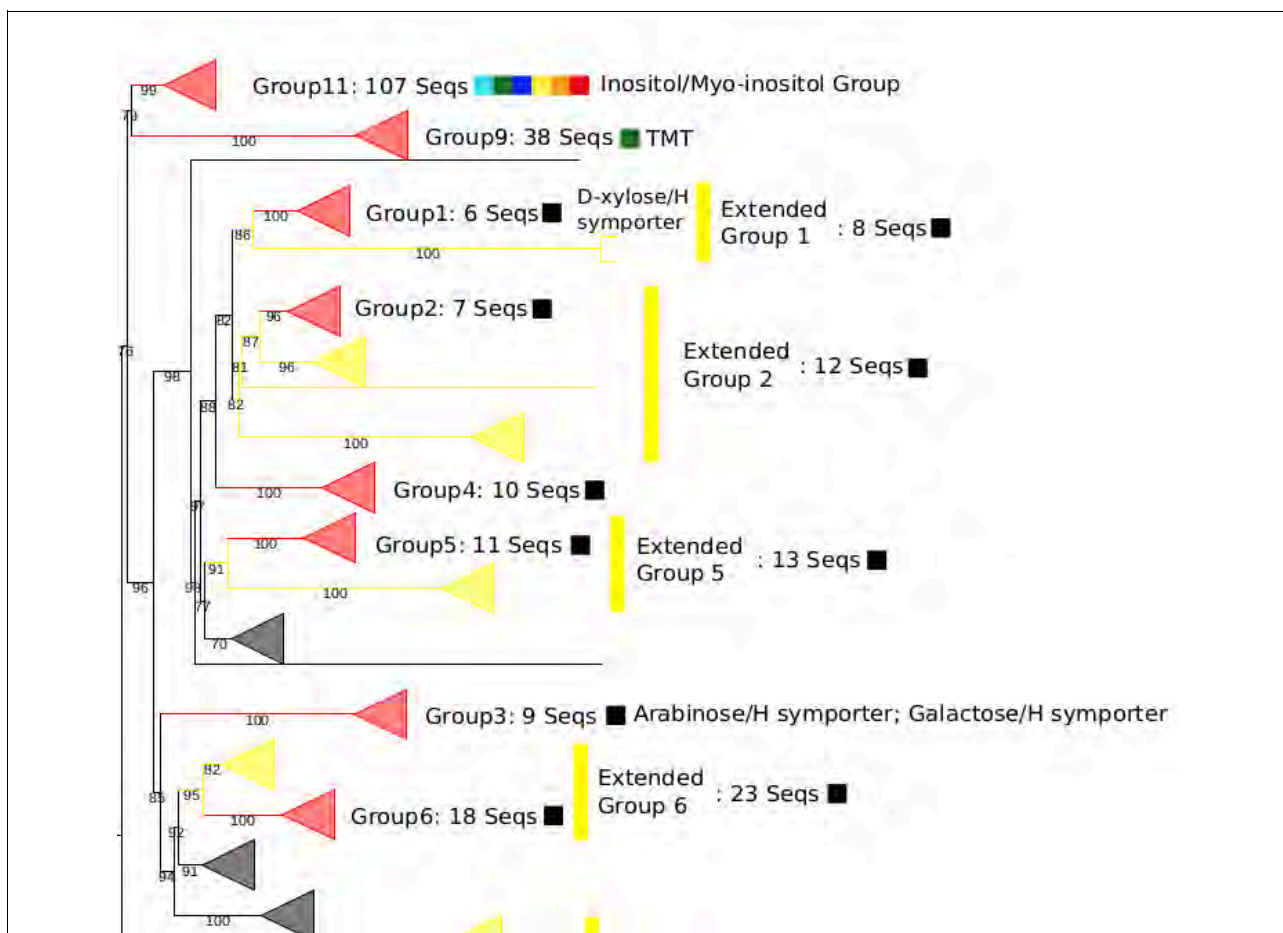 99
Group11: 107 Seqs Inositol/Myo-inositol Group
79
100
Group9: 38 Seqs TMT
D-xylose/H
symporter
100
Group1: 6 Seqs
Extended
Group 1 : 8 Seqs
86
100
96
Group2: 7 Seqs
82
87
76
98
81
96
Extended
Group 2 : 12 Seqs
88
82
100
100
Group4: 10 Seqs
97
100
Group5: 11 Seqs
Extended
Group 5 : 13 Seqs
91
96
100
77
70
100
Group3: 9 Seqs Arabinose/H symporter; Galactose/H symporter
82
Extended
Group 6 : 23 Seqs
95
100
Group6: 18 Seqs
92
91
94
100